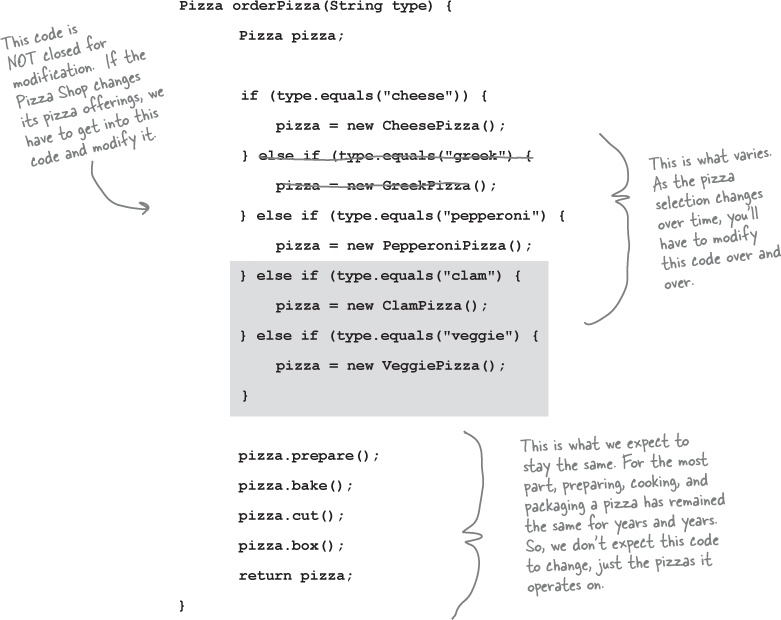 Pizza orderPizza(String type) {
Pizza pizza;
This code is
NOT closed for
modification. If the
Pizza Shop changes
its pizza offerings, we
have to get into this
code and modify it.
if (type.equals("cheese")) {
pizza = new CheesePizza();
} else if (type.equals("greek") {
pizza = new GreekPizza();
} else if (type.equals("pepperoni") {
pizza = new PepperoniPizza();
} else if (type.equals("clam") {
pizza = new ClamPizza();
} else if (type.equals("veggie") {
pizza = new VeggiePizza();
}
This is what varies.
As the pizza
selection changes
over time, you'll
have to modify
this code over and
over.
pizza.prepare();
pizza.bake();
pizza.cut();
pizza.box();
return pizza;
}
This is what we expect to
stay the same. For the most
part, preparing, cooking, and
packaging a pizza has remained
the same for years and years.
So, we don't expect this code
to change, just the pizzas it
operates on.